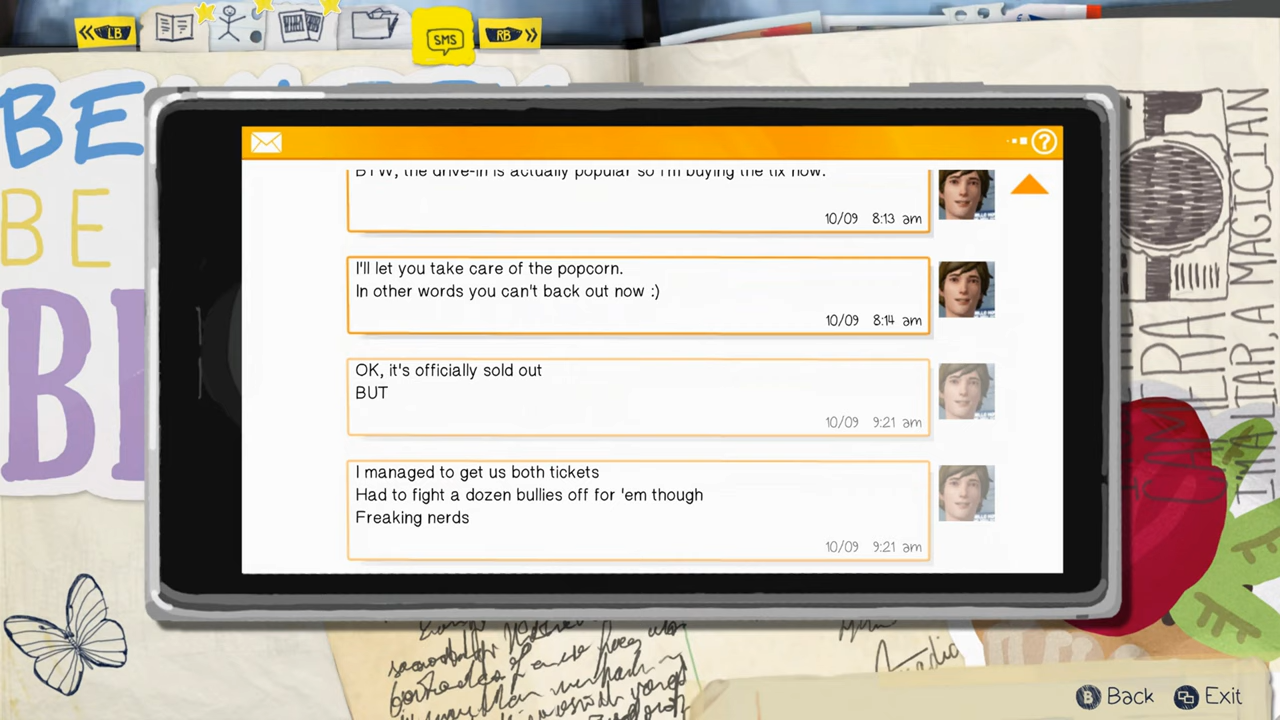 LB
SMS
RB
BE
BE
BTW, the drive-in is actually popular so I'm buying the tix now.
10/09 8:13 am
I'll let you take care of the popcorn.
In other words you can't back out now :)
10/09 8:14 am
OK, it's officially sold out
BUT
10/09 9:21 am
I managed to get us both tickets
Had to fight a dozen bullies off for 'em though
Freaking nerds
10/09 9:21 am
?
CAMERA
I'M A LIAR, A MAGICIAN
B Back
Exit